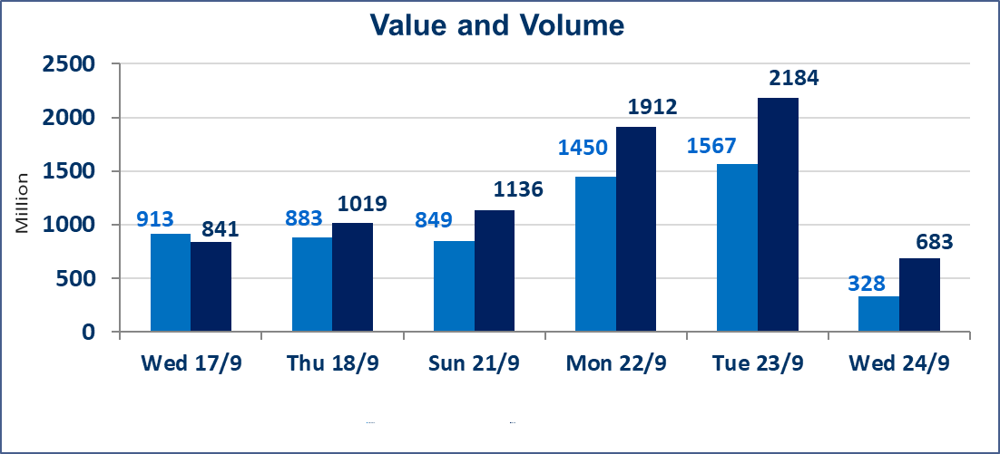 Value and Volume
Million
2500
2000
1500
1000
500
0
913
841
883
1019
849
1136
1450
1912
1567
2184
328
683
Wed 17/9
Thu 18/9
Sun 21/9
Mon 22/9
Tue 23/9
Wed 24/9